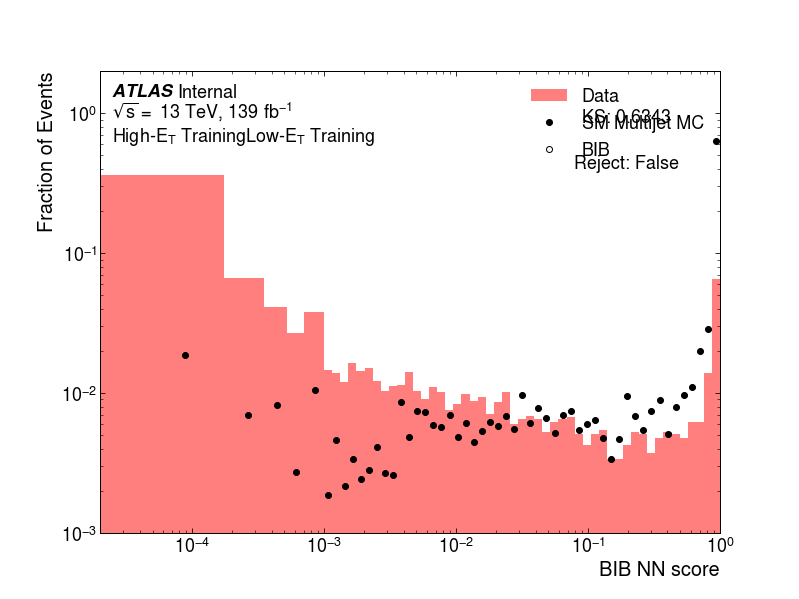 ATLAS Internal
√s = 13 TeV, 139 fb⁻¹
High-E_T TrainingLow-E_T Training
Data
KS: 0.6343
SM Multijet MC
BIB
Reject: False
Fraction of Events
10⁰
10⁻¹
10⁻²
10⁻³
10⁻⁴ 10⁻³ 10⁻² 10⁻¹ 10⁰
BIB NN score